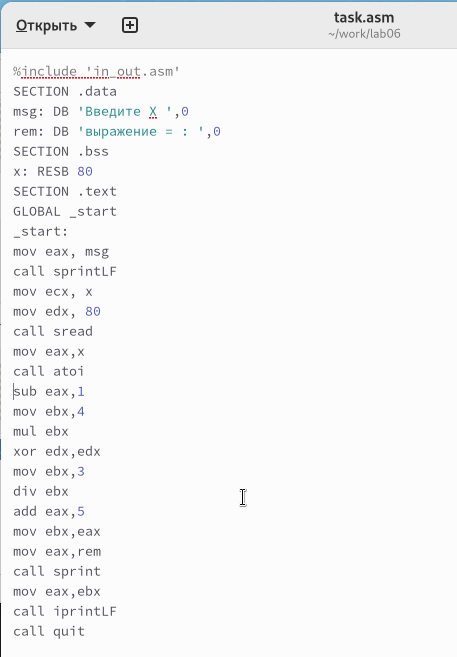 Открыть
task.asm
~/work/lab06
%include 'in_out.asm'
SECTION .data
msg: DB 'Введите X ',0
rem: DB 'выражение = : ',0
SECTION .bss
x: RESB 80
SECTION .text
GLOBAL _start
_start:
mov eax, msg
call sprintLF
mov ecx, x
mov edx, 80
call sread
mov eax,x
call atoi
sub eax,1
mov ebx,4
mul ebx
xor edx,edx
mov ebx,3
div ebx
add eax,5
mov ebx,eax
mov eax,rem
call sprint
mov eax,ebx
call iprintLF
call quit